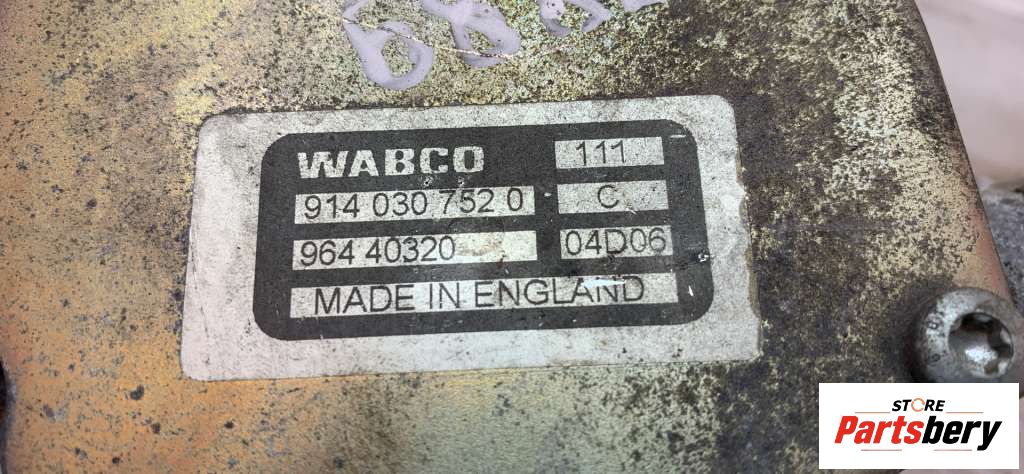 WABCO 111
914 030 752 0 C
964 40320 04D06
MADE IN ENGLAND
STORE
Partsbery